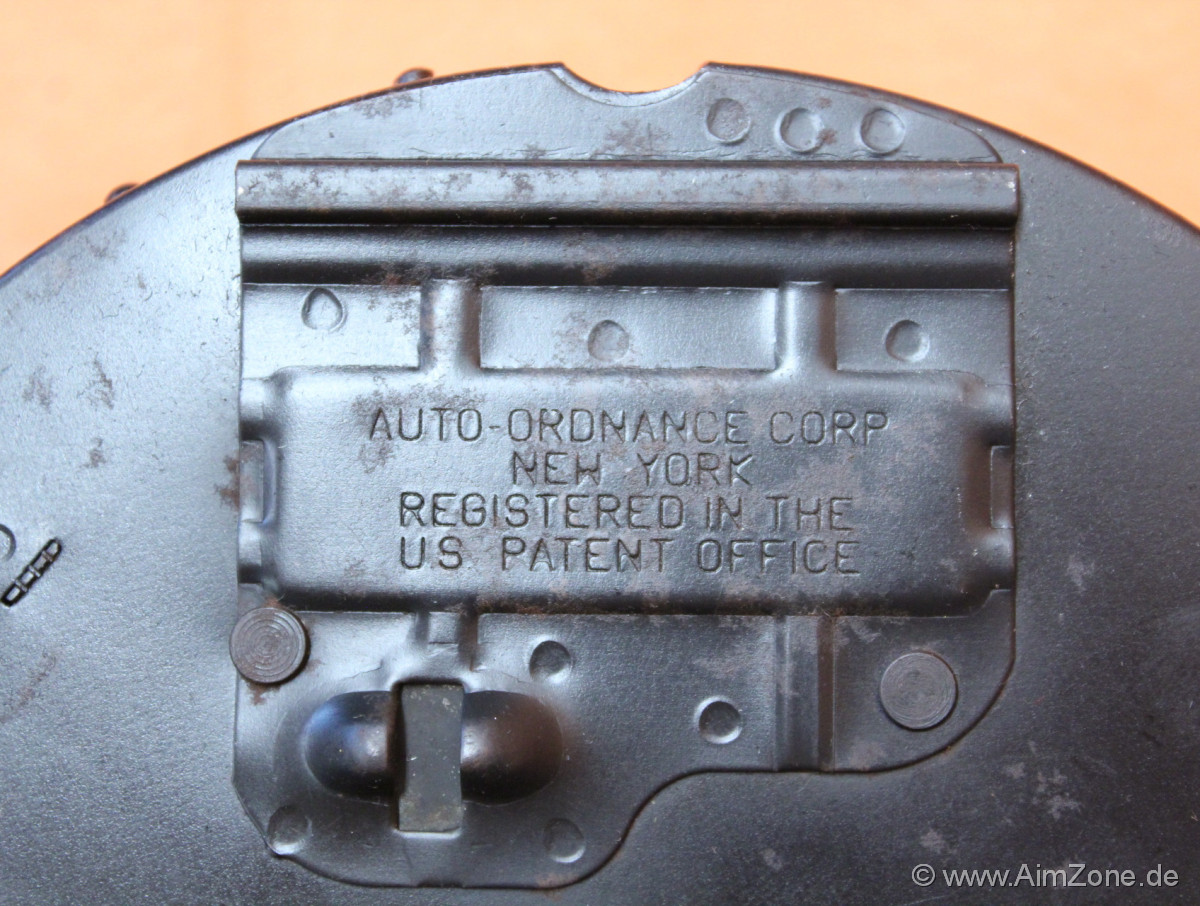 AUTO-ORDNANCE CORP
NEW YORK
REGISTERED IN THE
US PATENT OFFICE
© www.AimZone.de